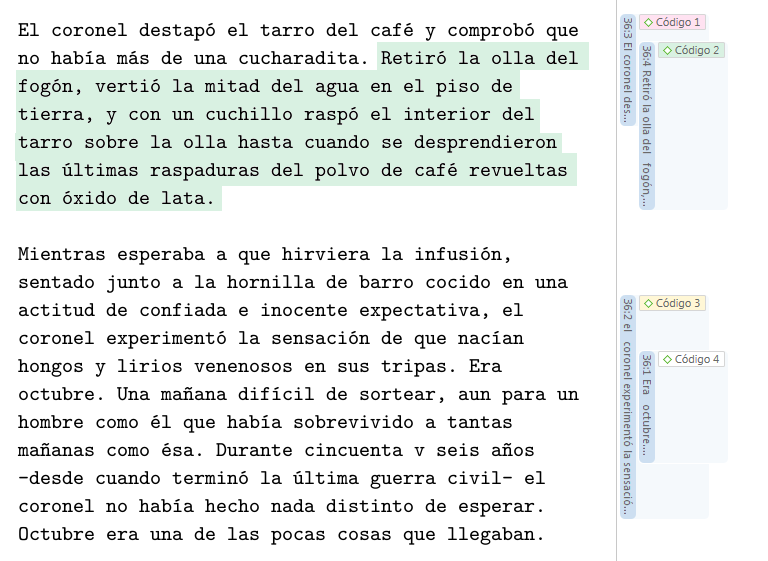 El coronel destapó el tarro del café y comprobó que
no había más de una cucharadita. Retiró la olla del
fogón, vertió la mitad del agua en el piso de
tierra, y con un cuchillo raspó el interior del
tarro sobre la olla hasta cuando se desprendieron
las últimas raspaduras del polvo de café revueltas
con óxido de lata.
Mientras esperaba a que hirviera la infusión,
sentado junto a la hornilla de barro cocido en una
actitud de confiada e inocente expectativa, el
coronel experimentó la sensación de que nacían
hongos y lirios venenosos en sus tripas. Era
octubre. Una mañana difícil de sortear, aun para un
hombre como él que había sobrevivido a tantas
mañanas como ésa. Durante cincuenta v seis años
–desde cuando terminó la última guerra civil– el
coronel no había hecho nada distinto de esperar.
Octubre era una de las pocas cosas que llegaban.
36:3 El coronel des...
Código 1
36:4 Retiró la olla del fogón,...
Código 2
36:2 el coronel experimentó la sensació...
Código 3
36:1 Era octubre....
Código 4